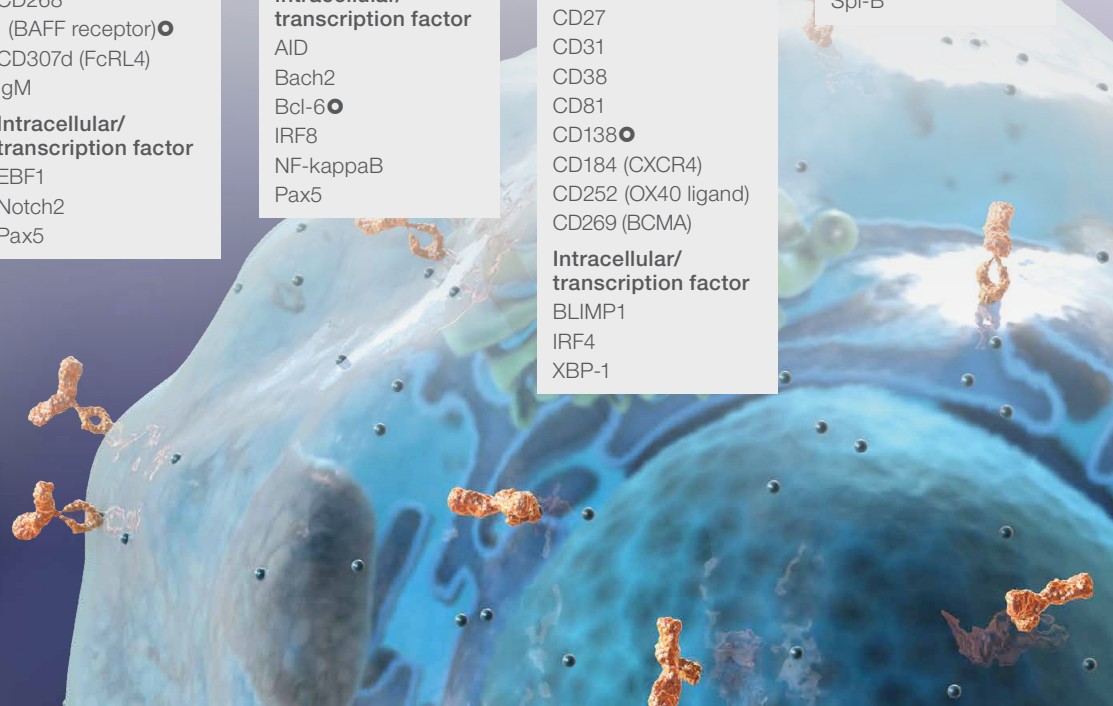 CD268
(BAFF receptor)
CD307d (FcRL4)
IgM
Intracellular/
transcription factor
EBF1
Notch2
Pax5
Intracellular/
transcription factor
AID
Bach2
Bcl-6
IRF8
NF-kappaB
Pax5
CD27
CD31
CD38
CD81
CD138
CD184 (CXCR4)
CD252 (OX40 ligand)
CD269 (BCMA)
Intracellular/
transcription factor
BLIMP1
IRF4
XBP-1
Spi-B